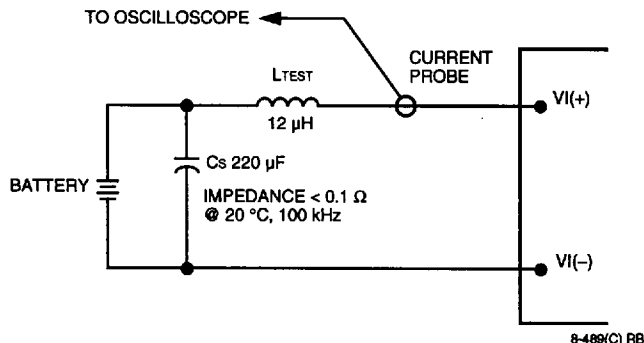 TO OSCILLOSCOPE
CURRENT
PROBE
LTEST
12 µH
VI(+)
Cs 220 µF
BATTERY
IMPEDANCE < 0.1 Ω
@ 20 °C, 100 kHz
VI(–)
8-489(C) RB